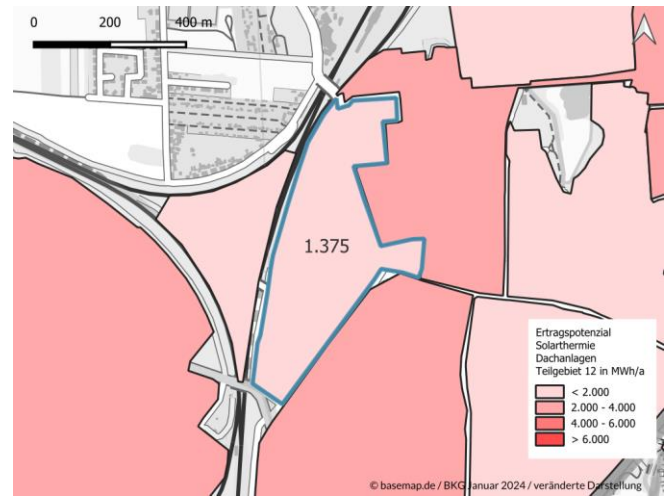 0 200 400 m
1.375
Ertragspotenzial
Solarthermie
Dachanlagen
Teilgebiet 12 in MWh/a
< 2.000
2.000 - 4.000
4.000 - 6.000
> 6.000
© basemap.de / BKG Januar 2024 / veränderte Darstellung